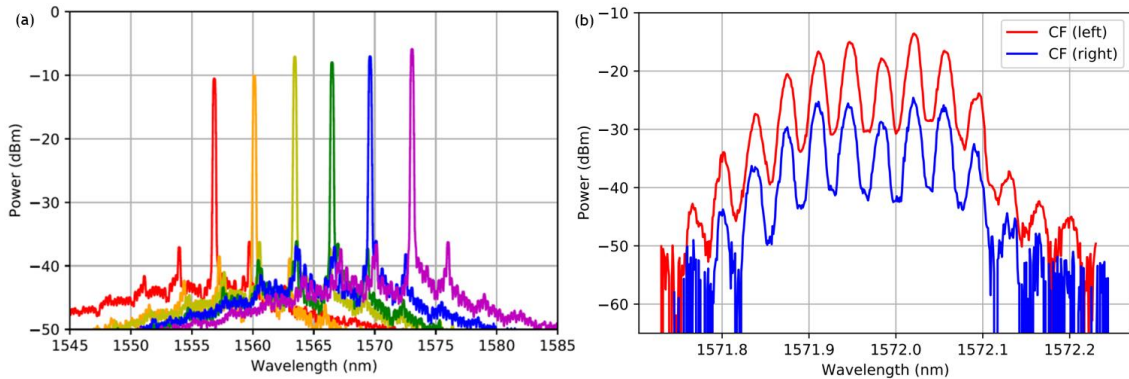 (a)
0
−10
−20
−30
−40
−50
Power (dBm)
1545 1550 1555 1560 1565 1570 1575 1580 1585
Wavelength (nm)
(b)
−10
−20
−30
−40
−50
−60
Power (dBm)
CF (left)
CF (right)
1571.8 1571.9 1572.0 1572.1 1572.2
Wavelength (nm)